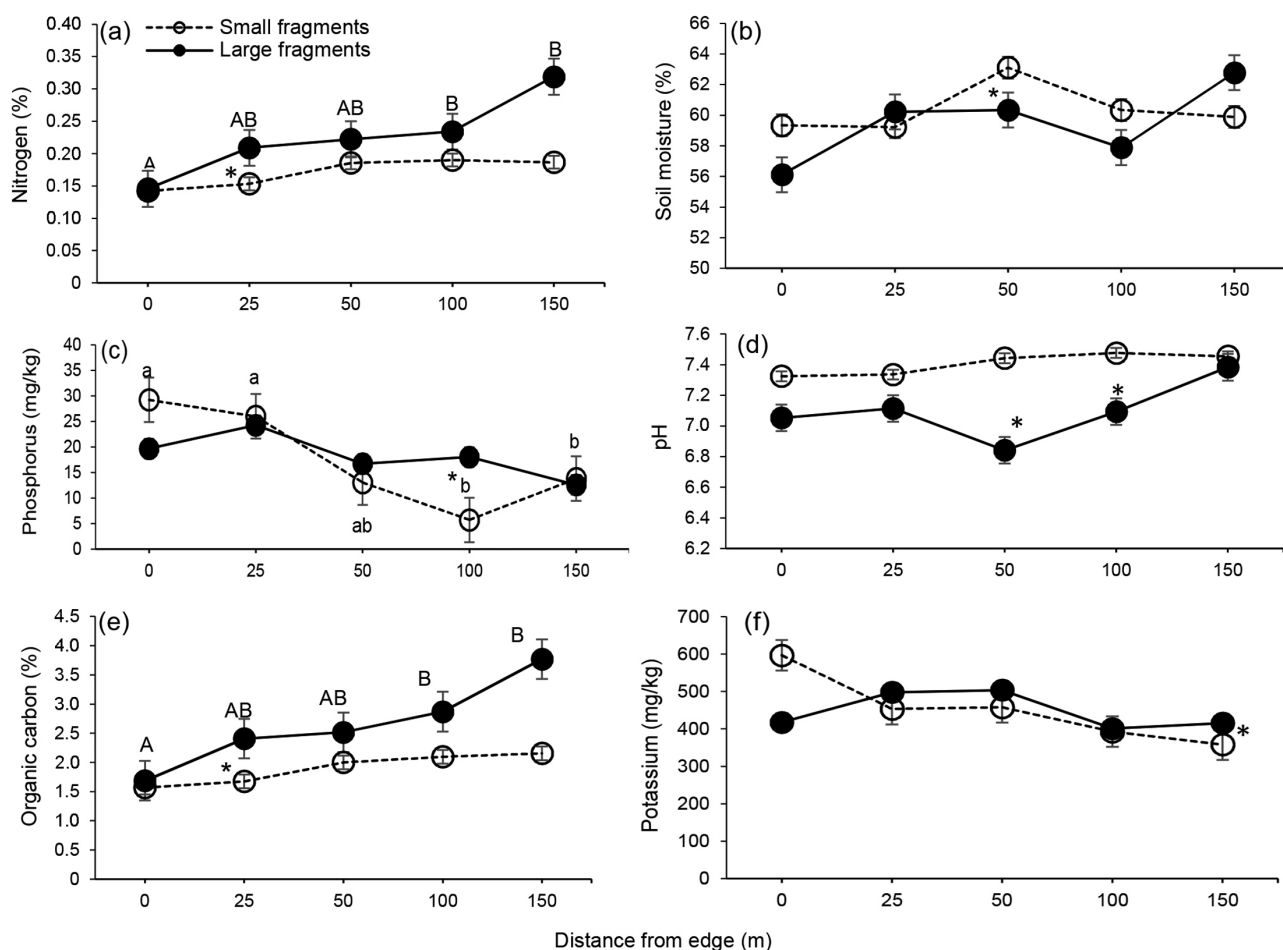 (a)
Small fragments
Large fragments
Nitrogen (%)
0.40
0.35
0.30
0.25
0.20
0.15
0.10
0.05
0
A
AB
AB
B
B
*
0 25 50 100 150
(b)
Soil moisture (%)
66
64
62
60
58
56
54
52
50
*
0 25 50 100 150
(c)
Phosphorus (mg/kg)
40
35
30
25
20
15
10
5
0
a
a
ab
* b
b
0 25 50 100 150
(d)
pH
7.6
7.4
7.2
7.0
6.8
6.6
6.4
6.2
*
*
0 25 50 100 150
(e)
Organic carbon (%)
4.5
4.0
3.5
3.0
2.5
2.0
1.5
1.0
0.5
0
A
AB
AB
B
B
*
0 25 50 100 150
(f)
Potassium (mg/kg)
700
600
500
400
300
200
100
0
*
0 25 50 100 150
Distance from edge (m)